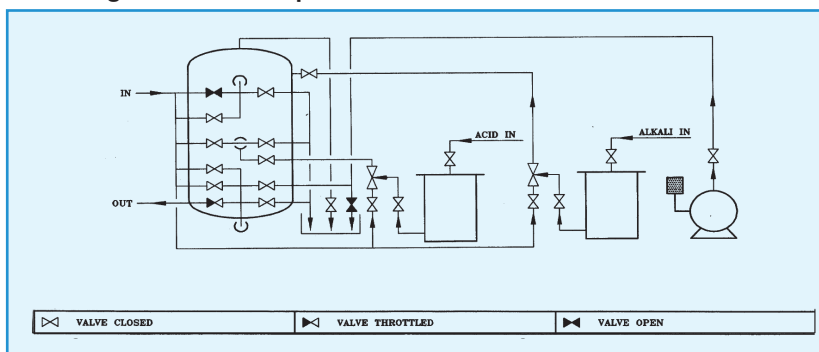 IN
ACID IN
ALKALI IN
OUT
VALVE CLOSED
VALVE THROTTLED
VALVE OPEN